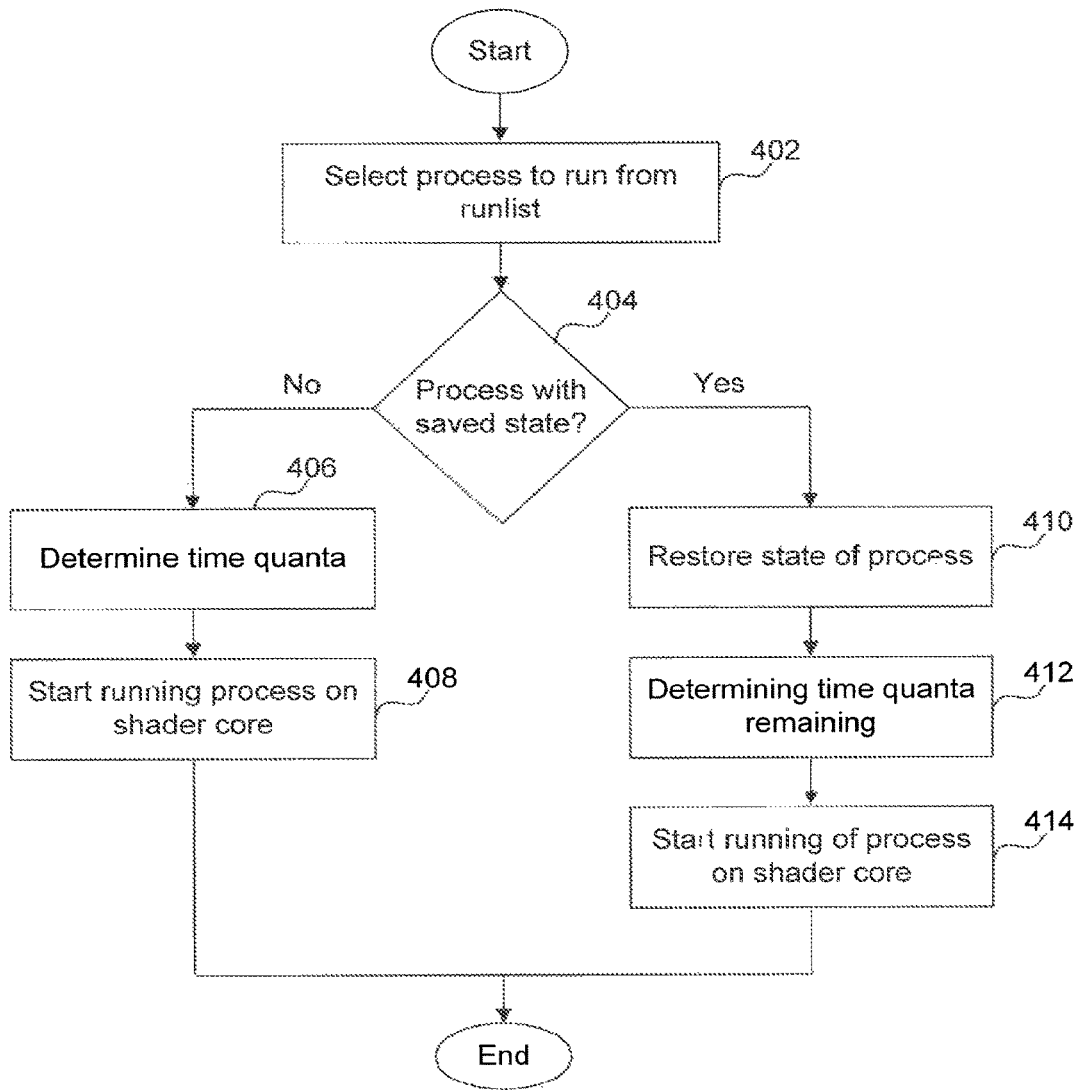 Start
402
Select process to run from
runlist
404
Process with
saved state?
No
Yes
406
Determine time quanta
408
Start running process on
shader core
410
Restore state of process
412
Determining time quanta
remaining
414
Start running of process
on shader core
End